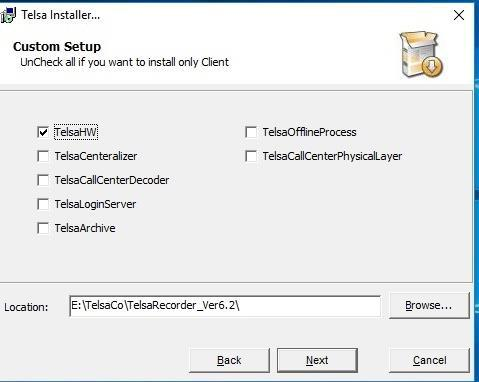 Telsa Installer...
Custom Setup
UnCheck all if you want to install only Client
TelsaHW
TelsaCenteralizer
TelsaCallCenterDecoder
TelsaLoginServer
TelsaArchive
TelsaOfflineProcess
TelsaCallCenterPhysicalLayer
Location: E:\TelsaCo\TelsaRecorder_Ver6.2\ Browse...
Back Next Cancel